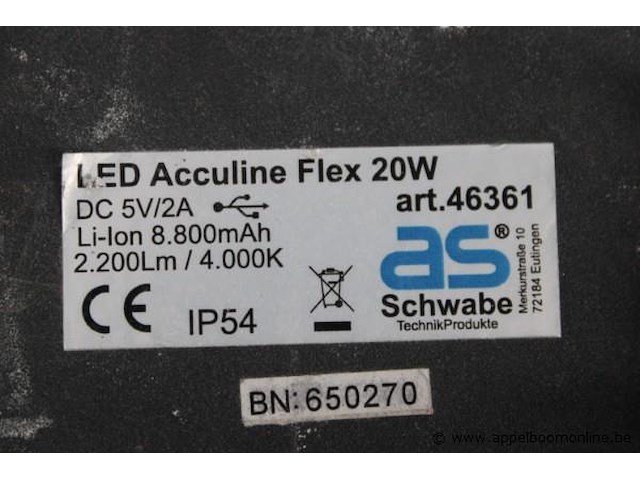 LED Acculine Flex 20W
DC 5V/2A
art.46361
Li-Ion 8.800mAh
2.200Lm / 4.000K
CE IP54
as®
Schwabe
TechnikProdukte
Merkurstraße 10
72184 Eutingen
BN: 650270
© www.appelboomonline.be